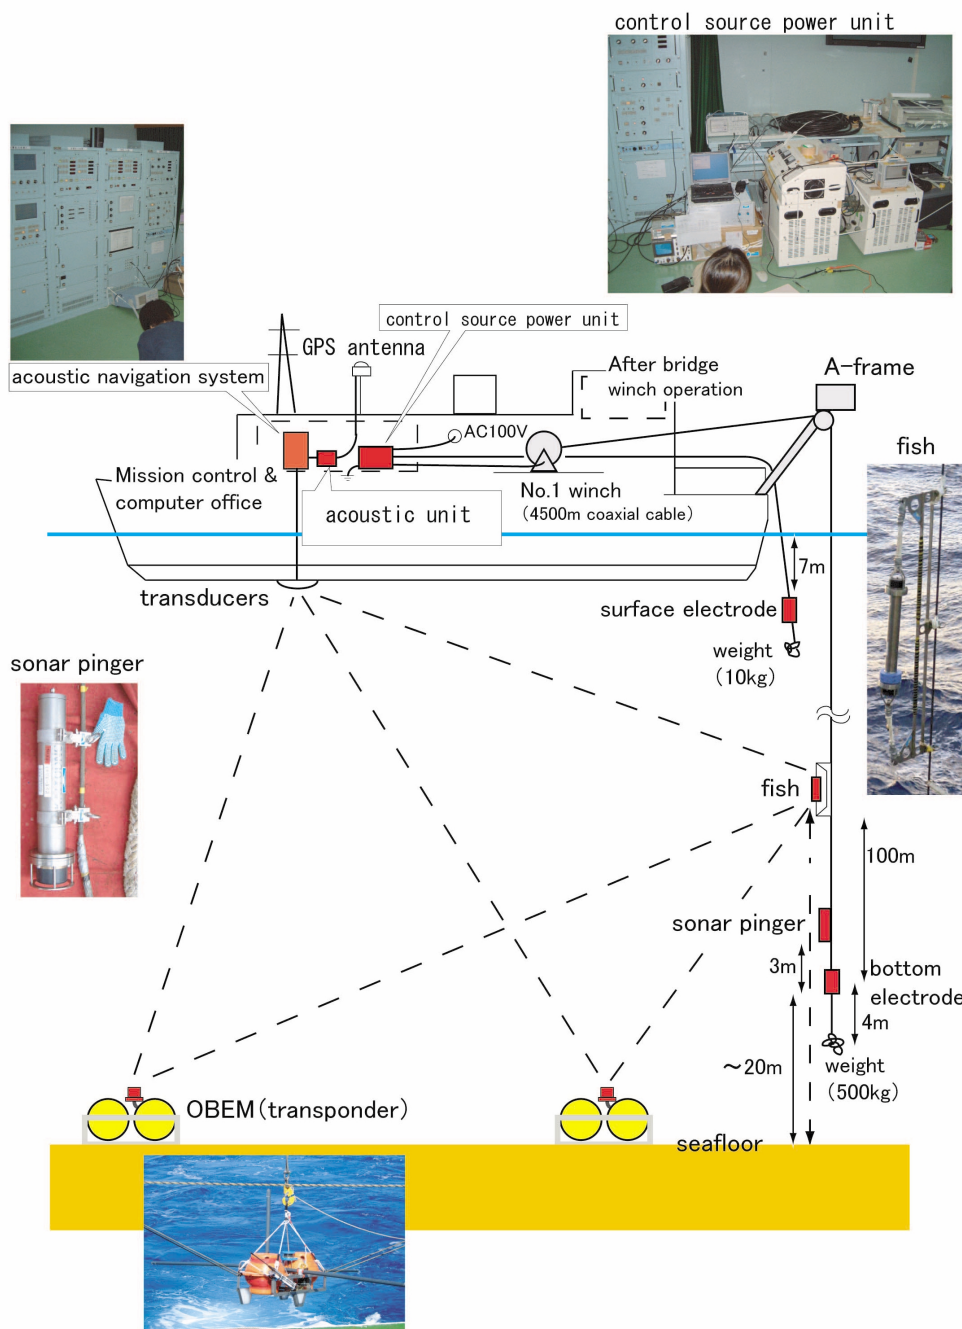 control source power unit
control source power unit
GPS antenna
acoustic navigation system
After bridge
winch operation
A-frame
AC100V
fish
Mission control &
computer office
acoustic unit
No.1 winch
(4500m coaxial cable)
7m
transducers
surface electrode
sonar pinger
weight
(10kg)
fish
100m
sonar pinger
3m
bottom
electrode
4m
~20m
weight
(500kg)
OBEM(transponder)
seafloor